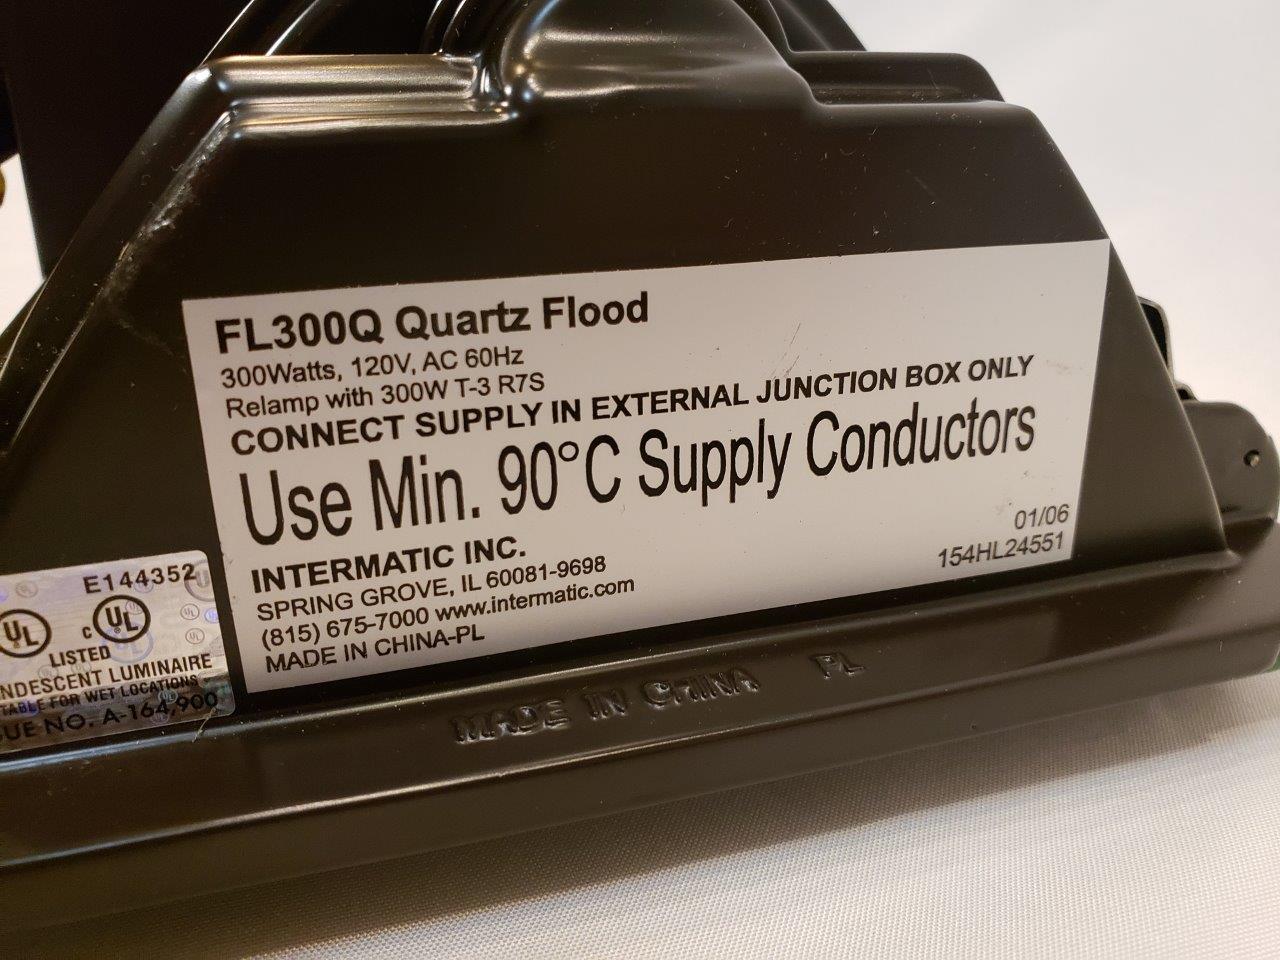 FL300Q Quartz Flood
300Watts, 120V, AC 60Hz
Relamp with 300W T-3 R7S
CONNECT SUPPLY IN EXTERNAL JUNCTION BOX ONLY
Use Min. 90°C Supply Conductors
INTERMATIC INC.
SPRING GROVE, IL 60081-9698
(815) 675-7000 www.intermatic.com
MADE IN CHINA-PL
01/06
154HL24551
E144352
UL c UL
LISTED
NDESCENT LUMINAIRE
TABLE FOR WET LOCATIONS
UE NO. A-164,900
MADE IN CHINA PL